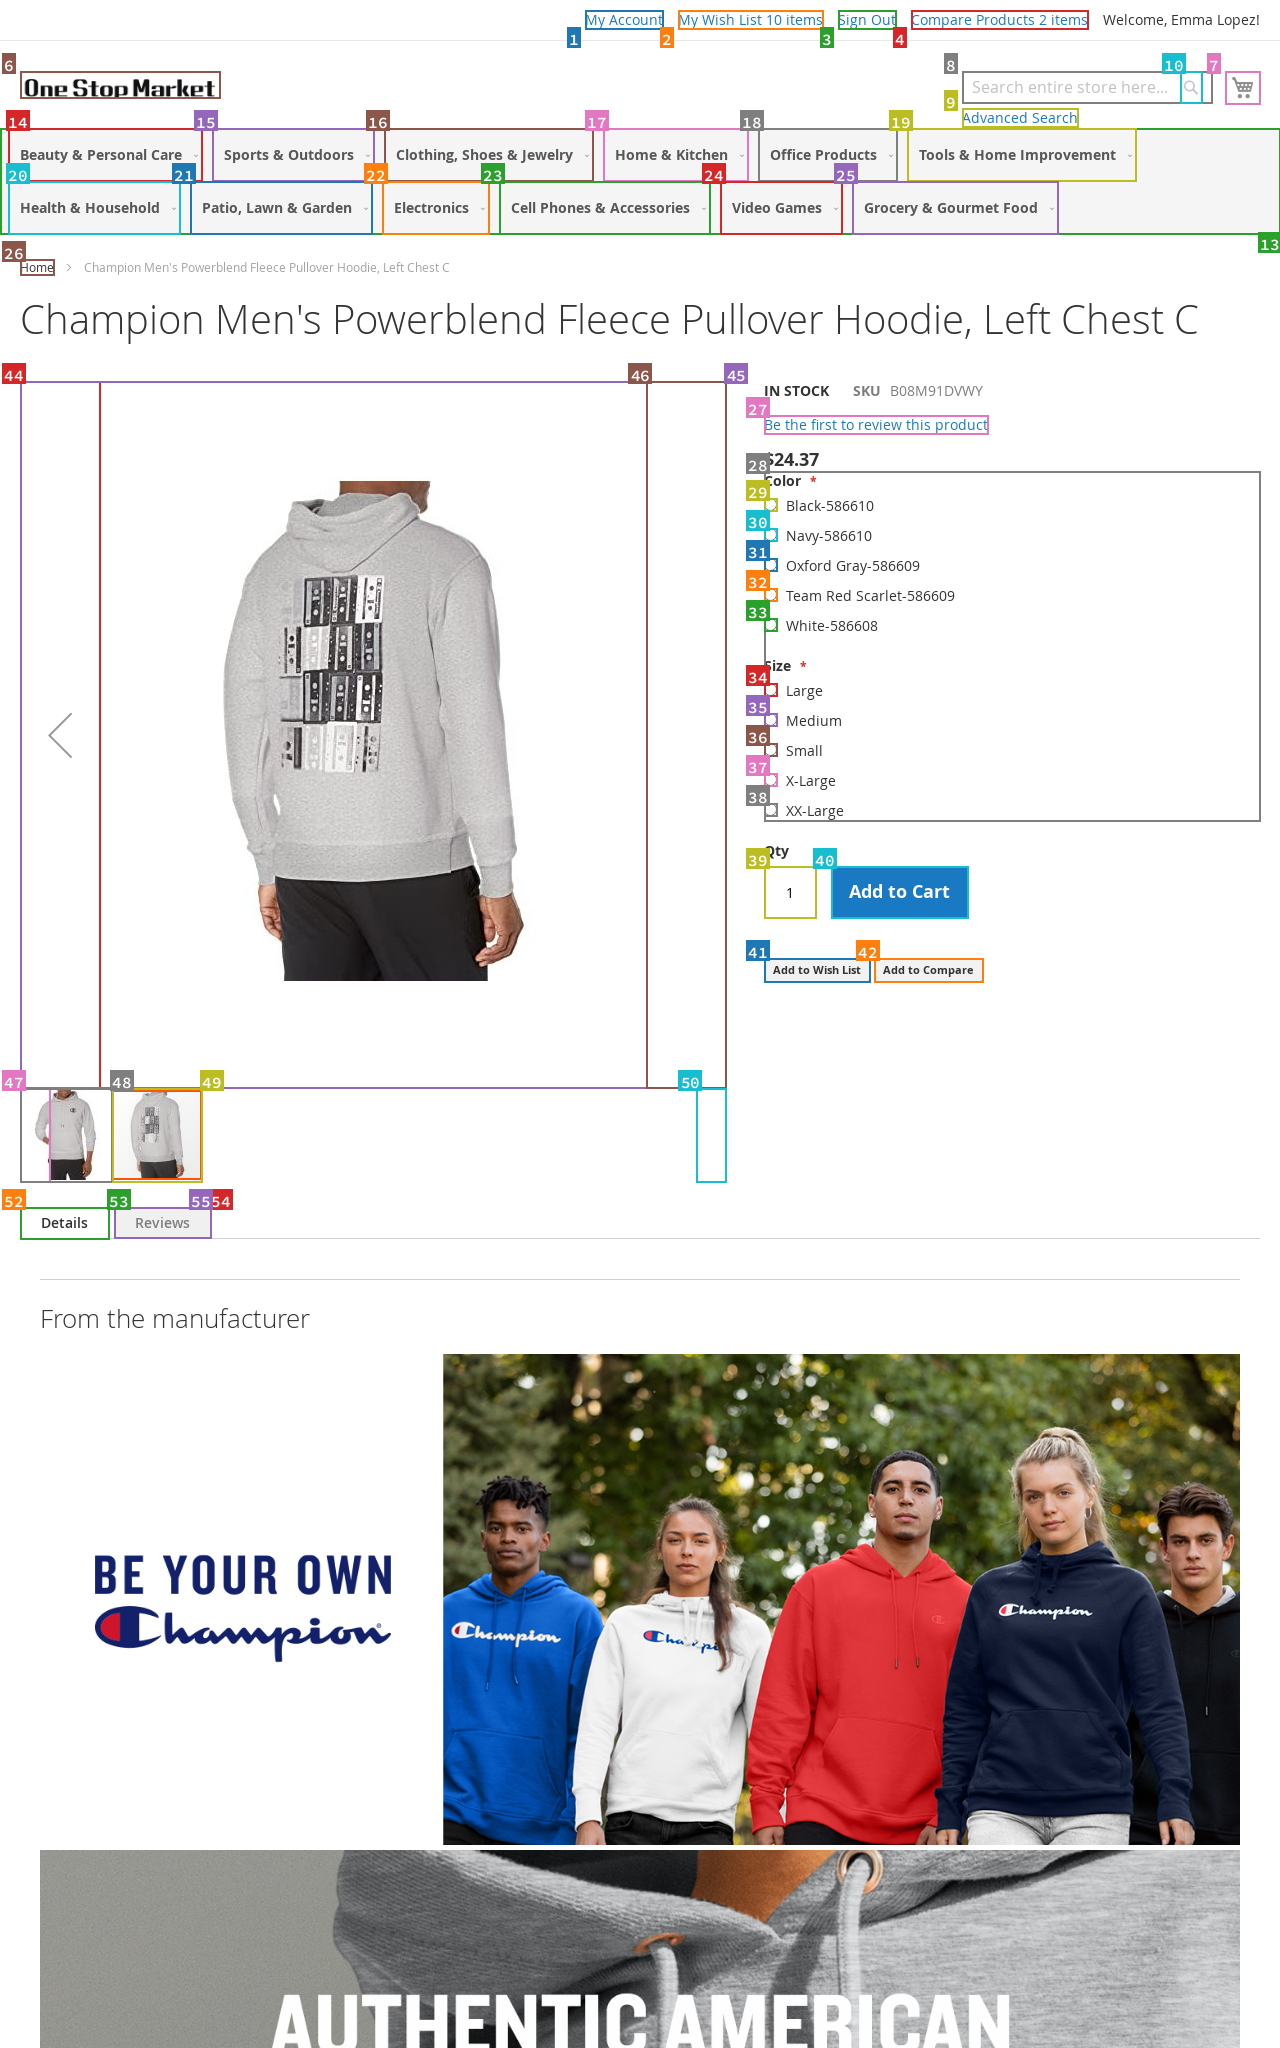 My Account My Wish List 10 items Sign Out Compare Products 2 items Welcome, Emma Lopez!
1 2 3 4
6 8 10 7
One Stop Market Search entire store here...
9
Advanced Search
14 15 16 17 18 19
Beauty & Personal Care Sports & Outdoors Clothing, Shoes & Jewelry Home & Kitchen Office Products Tools & Home Improvement
20 21 22 23 24 25
Health & Household Patio, Lawn & Garden Electronics Cell Phones & Accessories Video Games Grocery & Gourmet Food
26 13
Home Champion Men's Powerblend Fleece Pullover Hoodie, Left Chest C
Champion Men's Powerblend Fleece Pullover Hoodie, Left Chest C
44 46 45
IN STOCK SKU B08M91DVWY
27
Be the first to review this product
$24.37
28
Color *
29
Black-586610
30
Navy-586610
31
Oxford Gray-586609
32
Team Red Scarlet-586609
33
White-586608
Size *
34
Large
35
Medium
36
Small
37
X-Large
38
XX-Large
Qty
39 40
1 Add to Cart
41 42
Add to Wish List Add to Compare
47 48 49 50
52 53 55 54
Details Reviews
From the manufacturer
BE YOUR OWN
Champion
Champion
Champion
AUTHENTIC AMERICAN